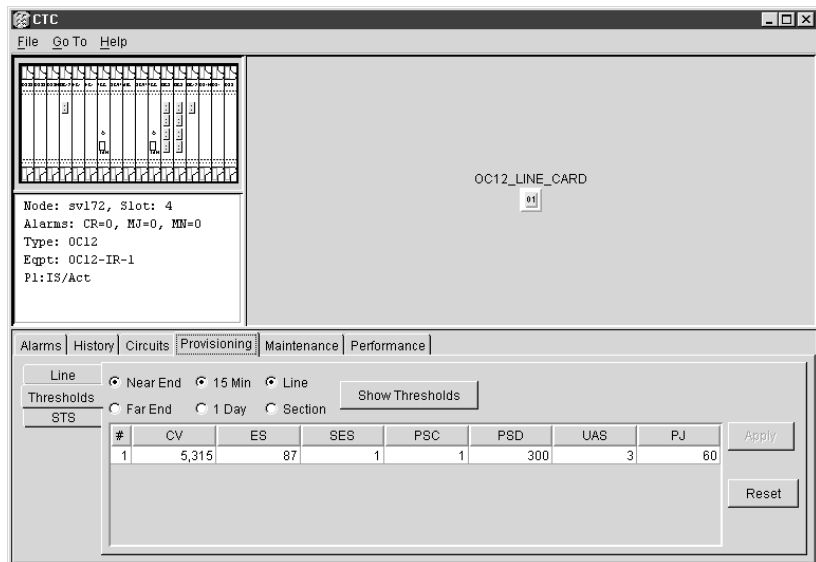 CTC
File Go To Help
OC12_LINE_CARD
01
Node: sv172, Slot: 4
Alarms: CR=0, MJ=0, MN=0
Type: OC12
Eqpt: OC12-IR-1
P1:IS/Act
Alarms History Circuits Provisioning Maintenance Performance
Line
Thresholds
STS
Near End 15 Min Line
Far End 1 Day Section
Show Thresholds
# CV ES SES PSC PSD UAS PJ
1 5,315 87 1 1 300 3 60
Apply
Reset